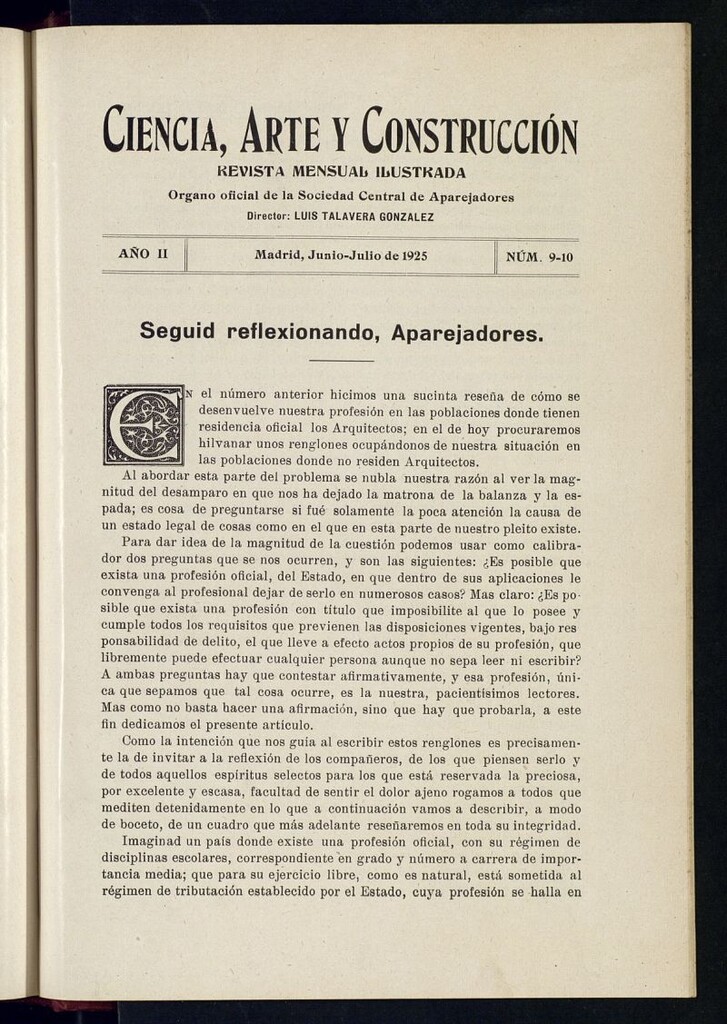 CIENCIA, ARTE Y CONSTRUCCIÓN
REVISTA MENSUAL ILUSTRADA
Organo oficial de la Sociedad Central de Aparejadores
Director: LUIS TALAVERA GONZALEZ
AÑO II
Madrid, Junio-Julio de 1925
NÚM. 9-10
Seguid reflexionando, Aparejadores.
EN el número anterior hicimos una sucinta reseña de cómo se
desenvuelve nuestra profesión en las poblaciones donde tienen
residencia oficial los Arquitectos; en el de hoy procuraremos
hilvanar unos renglones ocupándonos de nuestra situación en
las poblaciones donde no residen Arquitectos.
Al abordar esta parte del problema se nubla nuestra razón al ver la mag-
nitud del desamparo en que nos ha dejado la matrona de la balanza y la es-
pada; es cosa de preguntarse si fué solamente la poca atención la causa de
un estado legal de cosas como en el que en esta parte de nuestro pleito existe.
Para dar idea de la magnitud de la cuestión podemos usar como calibra-
dor dos preguntas que se nos ocurren, y son las siguientes: ¿Es posible que
exista una profesión oficial, del Estado, en que dentro de sus aplicaciones le
convenga al profesional dejar de serlo en numerosos casos? Mas claro: ¿Es po-
sible que exista una profesión con título que imposibilite al que lo posee y
cumple todos los requisitos que previenen las disposiciones vigentes, bajo res
ponsabilidad de delito, el que lleve a efecto actos propios de su profesión, que
libremente puede efectuar cualquier persona aunque no sepa leer ni escribir?
A ambas preguntas hay que contestar afirmativamente, y esa profesión, úni-
ca que sepamos que tal cosa ocurre, es la nuestra, pacientísimos lectores.
Mas como no basta hacer una afirmación, sino que hay que probarla, a este
fin dedicamos el presente articulo.
Como la intención que nos guía al escribir estos renglones es precisamen-
te la de invitar a la reflexión de los compañeros, de los que piensen serlo y
de todos aquellos espíritus selectos para los que está reservada la preciosa,
por excelente y escasa, facultad de sentir el dolor ajeno rogamos a todos que
mediten detenidamente en lo que a continuación vamos a describir, a modo
de boceto, de un cuadro que más adelante reseñaremos en toda su integridad.
Imaginad un país donde existe una profesión oficial, con su régimen de
disciplinas escolares, correspondiente en grado y número a carrera de impor-
tancia media; que para su ejercicio libre, como es natural, está sometida al
régimen de tributación establecido por el Estado, cuya profesión se halla en